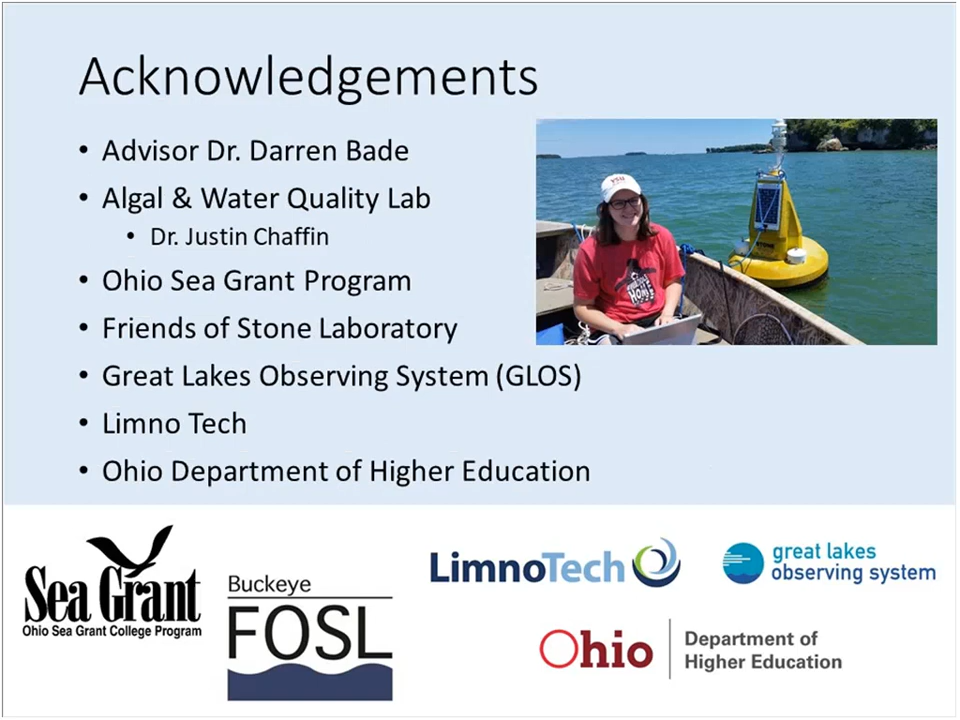 Acknowledgements
• Advisor Dr. Darren Bade
• Algal & Water Quality Lab
• Dr. Justin Chaffin
• Ohio Sea Grant Program
• Friends of Stone Laboratory
• Great Lakes Observing System (GLOS)
• Limno Tech
• Ohio Department of Higher Education
Sea Grant
Ohio Sea Grant College Program
Buckeye
FOSL
LimnoTech
great lakes
observing system
Ohio
Department of
Higher Education